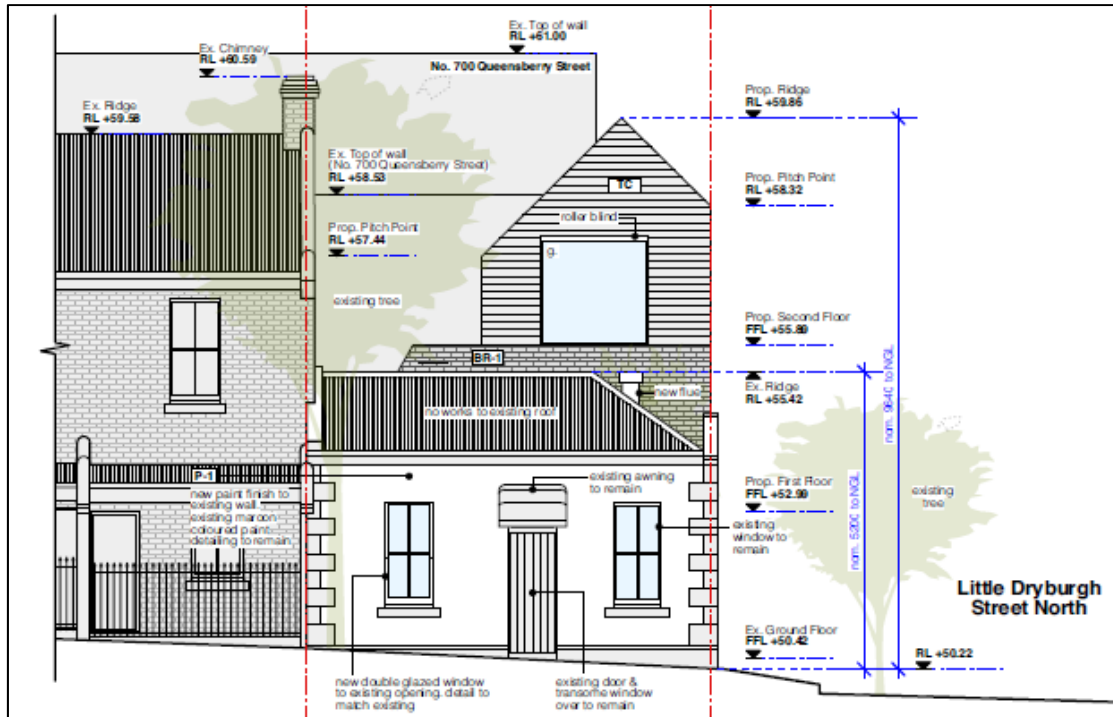 Ex. Top of wall
RL +61.00
Ex. Chimney
RL +60.59
No. 700 Queensberry Street
Ex. Ridge
RL +59.58
Prop. Ridge
RL +59.86
Ex. Top of wall
(No. 700 Queensberry Street)
RL +58.53
TC
Prop. Pitch Point
RL +58.32
roller blind
Prop. Pitch Point
RL +57.44
g.
existing tree
Prop. Second Floor
FFL +55.89
BR-1
Ex. Ridge
RL +55.42
new flue
no works to existing roof
nom. 9640 to NGL
nom. 5200 to NGL
P-1
new paint finish to
existing wall.
existing maroon
coloured paint
detailing to remain
existing awning
to remain
Prop. First Floor
FFL +52.99
existing
tree
existing
window to
remain
Little Dryburgh
Street North
Ex. Ground Floor
FFL +50.42
RL +50.22
new double glazed window
to existing opening. detail to
match existing
existing door &
transome window
over to remain